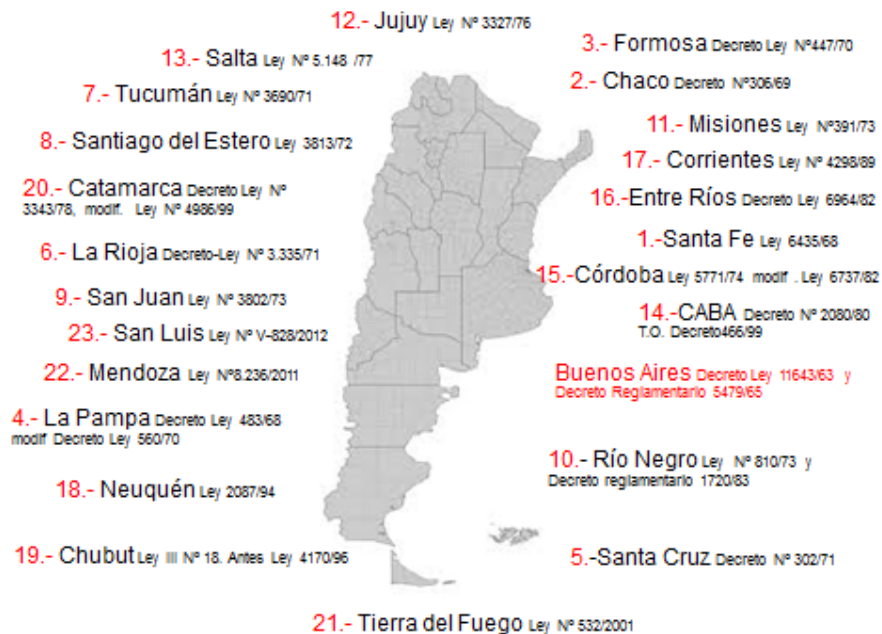 12.- Jujuy Ley Nº 3327/76
13.- Salta Ley Nº 5.148 /77
7.- Tucumán Ley Nº 3690/71
8.- Santiago del Estero Ley 3813/72
20.- Catamarca Decreto Ley Nº
3343/78, modif. Ley Nº 4986/99
6.- La Rioja Decreto-Ley Nº 3.335/71
9.- San Juan Ley Nº 3802/73
23.- San Luis Ley Nº V-828/2012
22.- Mendoza Ley Nº8.236/2011
4.- La Pampa Decreto Ley 483/68
modif Decreto Ley 560/70
18.- Neuquén Ley 2087/94
19.- Chubut Ley III Nº 18. Antes Ley 4170/96
3.- Formosa Decreto Ley Nº447/70
2.- Chaco Decreto Nº306/69
11.- Misiones Ley Nº391/73
17.- Corrientes Ley Nº 4298/89
16.-Entre Ríos Decreto Ley 6964/82
1.-Santa Fe Ley 6435/68
15.-Córdoba Ley 5771/74 modif . Ley 6737/82
14.-CABA Decreto Nº 2080/80
T.O. Decreto466/99
Buenos Aires Decreto Ley 11643/63 y
Decreto Reglamentario 5479/65
10.- Río Negro Ley Nº 810/73 y
Decreto reglamentario 1720/83
5.-Santa Cruz Decreto Nº 302/71
21.- Tierra del Fuego Ley Nº 532/2001